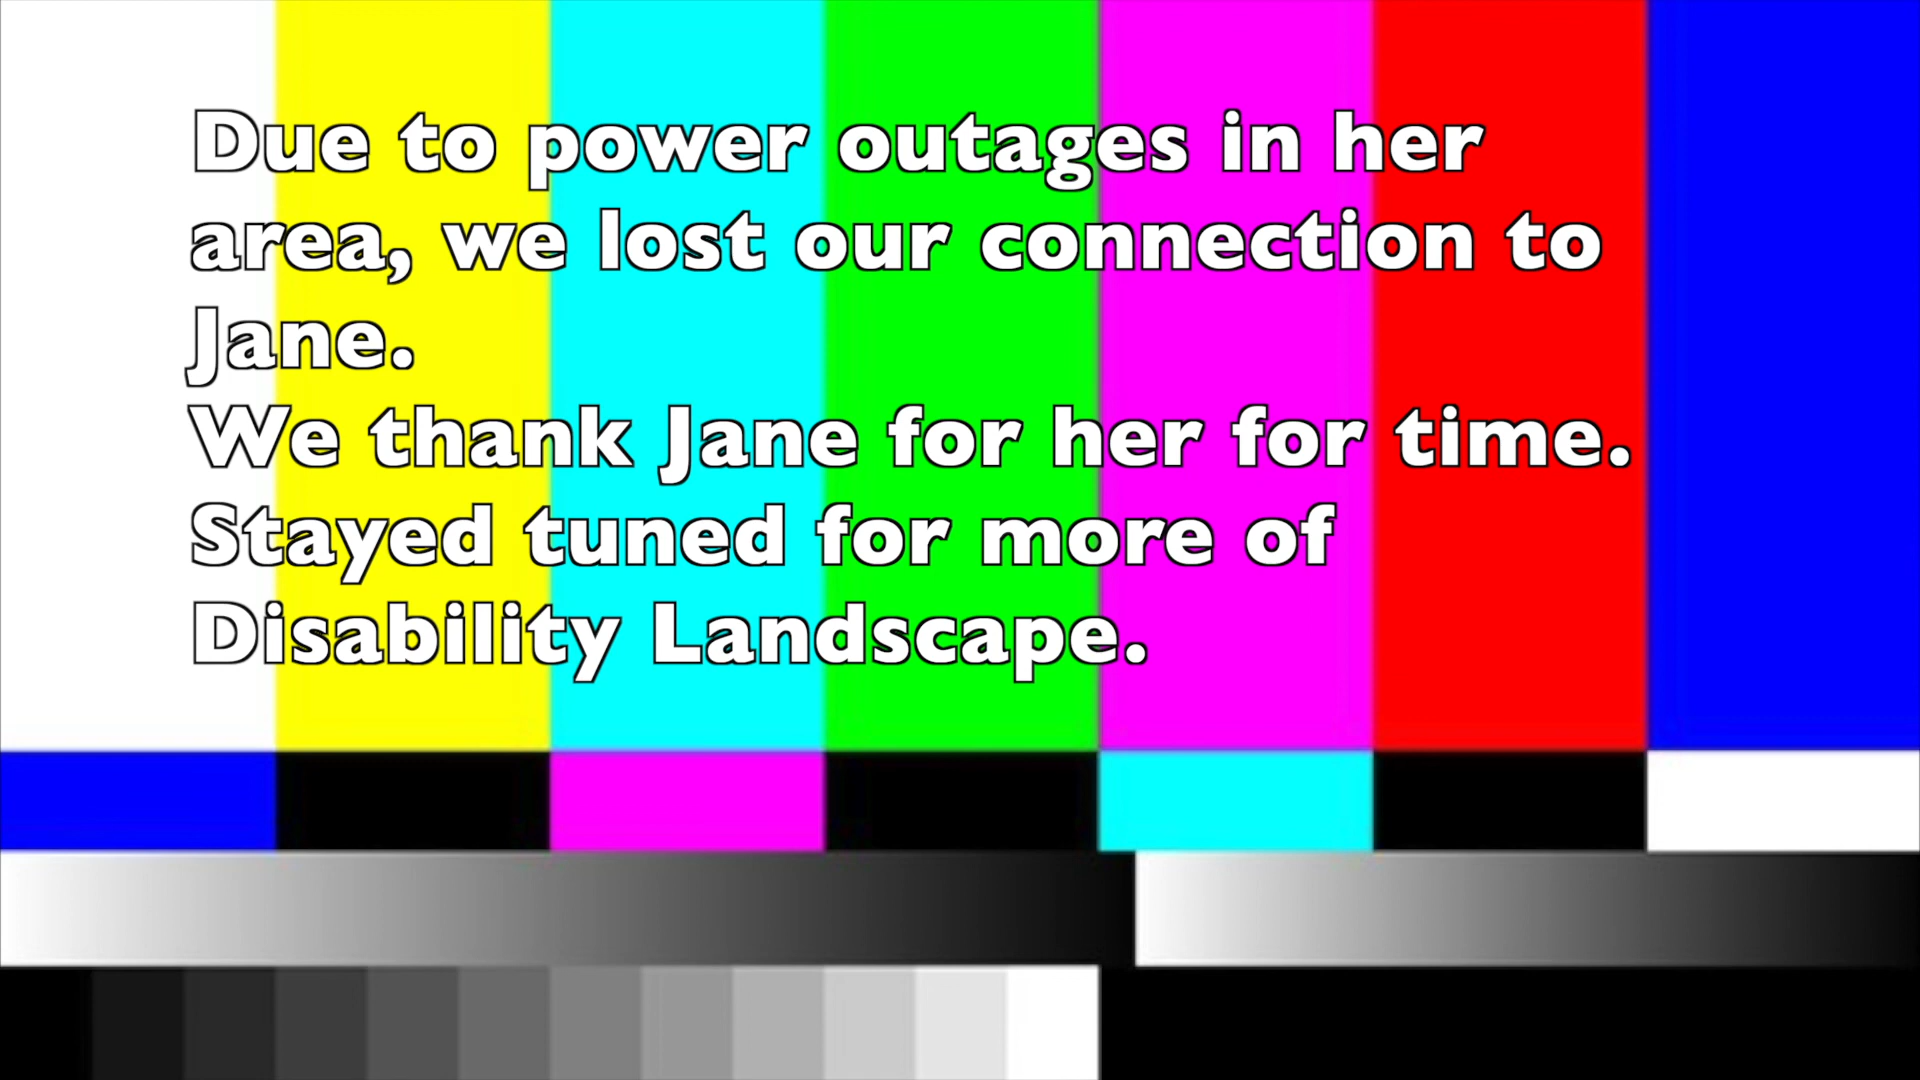 Due to power outages in her
area, we lost our connection to
Jane.
We thank Jane for her for time.
Stayed tuned for more of
Disability Landscape.